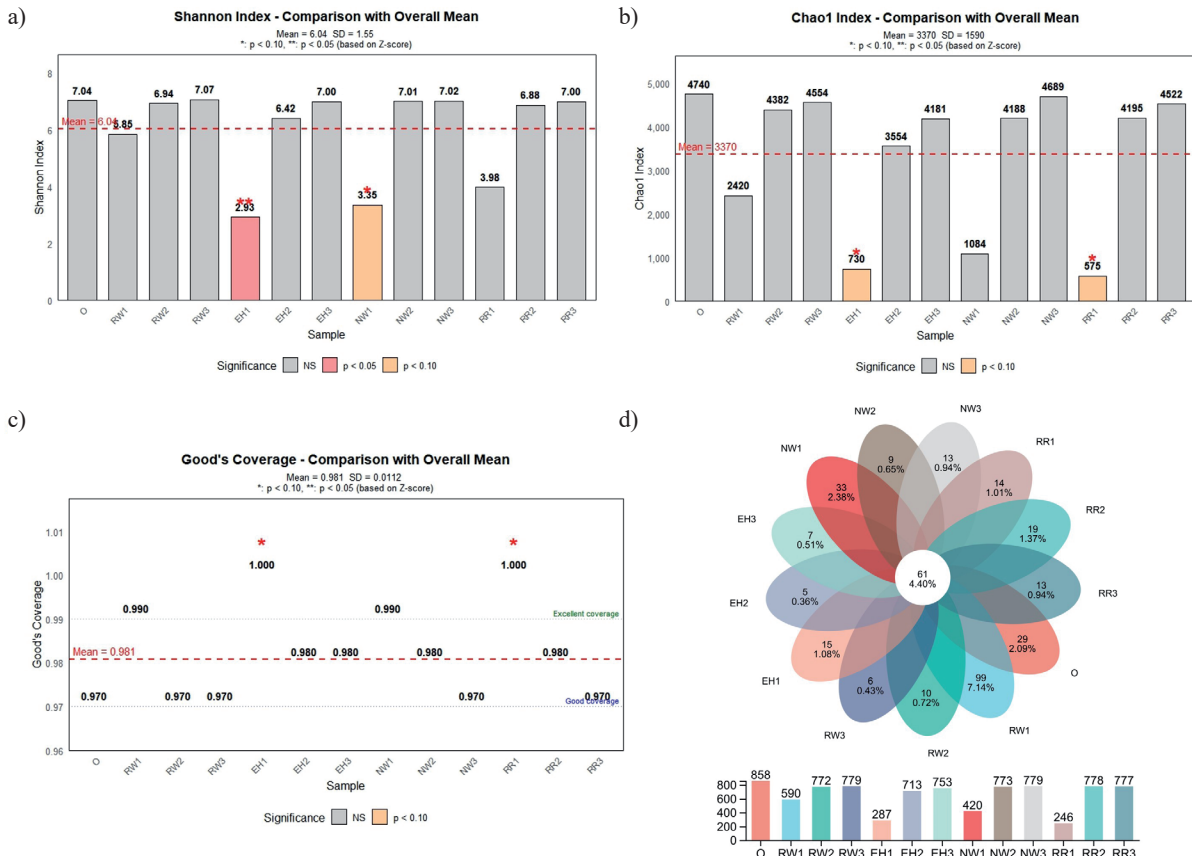 a)
Shannon Index - Comparison with Overall Mean
Mean = 6.04 SD = 1.55
*: p < 0.10, **: p < 0.05 (based on Z-score)
Shannon Index
8
6
4
2
0
Mean = 6.04
7.04
5.85
6.94
7.07
**
2.93
6.42
7.00
*
3.35
7.01
7.02
3.98
6.88
7.00
O
RW1
RW2
RW3
EH1
EH2
EH3
NW1
NW2
NW3
RR1
RR2
RR3
Sample
Significance NS p < 0.05 p < 0.10
b)
Chao1 Index - Comparison with Overall Mean
Mean = 3370 SD = 1590
*: p < 0.10, **: p < 0.05 (based on Z-score)
Chao1 Index
5,000
4,000
3,000
2,000
1,000
0
Mean = 3370
4740
2420
4382
4554
*
730
3554
4181
1084
4188
4689
*
575
4195
4522
O
RW1
RW2
RW3
EH1
EH2
EH3
NW1
NW2
NW3
RR1
RR2
RR3
Sample
Significance NS p < 0.10
c)
Good's Coverage - Comparison with Overall Mean
Mean = 0.981 SD = 0.0112
*: p < 0.10, **: p < 0.05 (based on Z-score)
Good's Coverage
1.01
1.00
0.99
0.98
0.97
0.96
Mean = 0.981
Excellent coverage
Good coverage
0.970
0.990
0.970
0.970
*
1.000
0.980
0.980
0.990
0.980
0.970
*
1.000
0.980
0.970
O
RW1
RW2
RW3
EH1
EH2
EH3
NW1
NW2
NW3
RR1
RR2
RR3
Sample
Significance NS p < 0.10
d)
NW2
9
0.65%
NW3
13
0.94%
RR1
14
1.01%
RR2
19
1.37%
RR3
13
0.94%
O
29
2.09%
RW1
99
7.14%
RW2
10
0.72%
RW3
6
0.43%
EH1
15
1.08%
EH2
5
0.36%
EH3
7
0.51%
NW1
33
2.38%
61
4.40%
800
600
400
200
0
858 590 772 779 287 713 753 420 773 779 246 778 777
O RW1 RW2 RW3 EH1 EH2 EH3 NW1 NW2 NW3 RR1 RR2 RR3